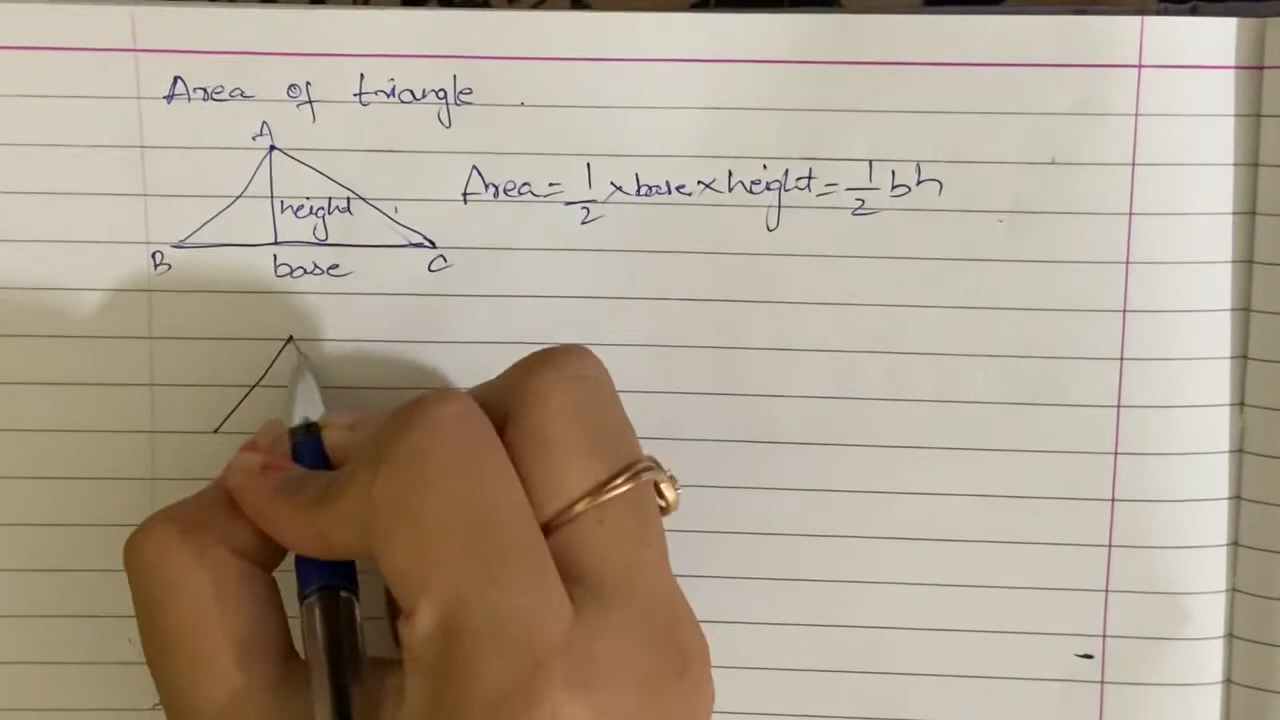 Area of triangle.
A
Area = 1/2 × base × height = 1/2 bh
height
B base C